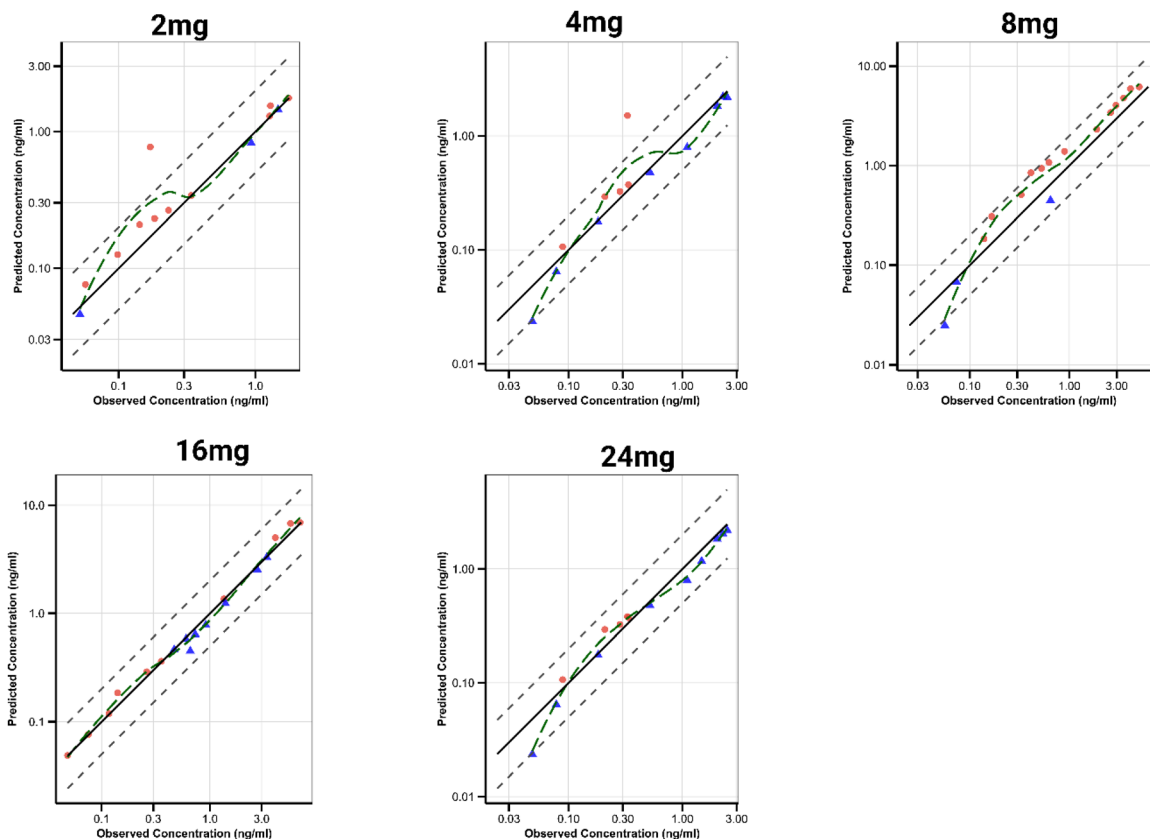 2mg
Predicted Concentration (ng/ml)
3.00
1.00
0.30
0.10
0.03
0.1 0.3 1.0
Observed Concentration (ng/ml)
4mg
Predicted Concentration (ng/ml)
1.00
0.10
0.01
0.03 0.10 0.30 1.00 3.00
Observed Concentration (ng/ml)
8mg
Predicted Concentration (ng/ml)
10.00
1.00
0.10
0.01
0.03 0.10 0.30 1.00 3.00
Observed Concentration (ng/ml)
16mg
Predicted Concentration (ng/ml)
10.0
1.0
0.1
0.1 0.3 1.0 3.0
Observed Concentration (ng/ml)
24mg
Predicted Concentration (ng/ml)
1.00
0.10
0.01
0.03 0.10 0.30 1.00 3.00
Observed Concentration (ng/ml)